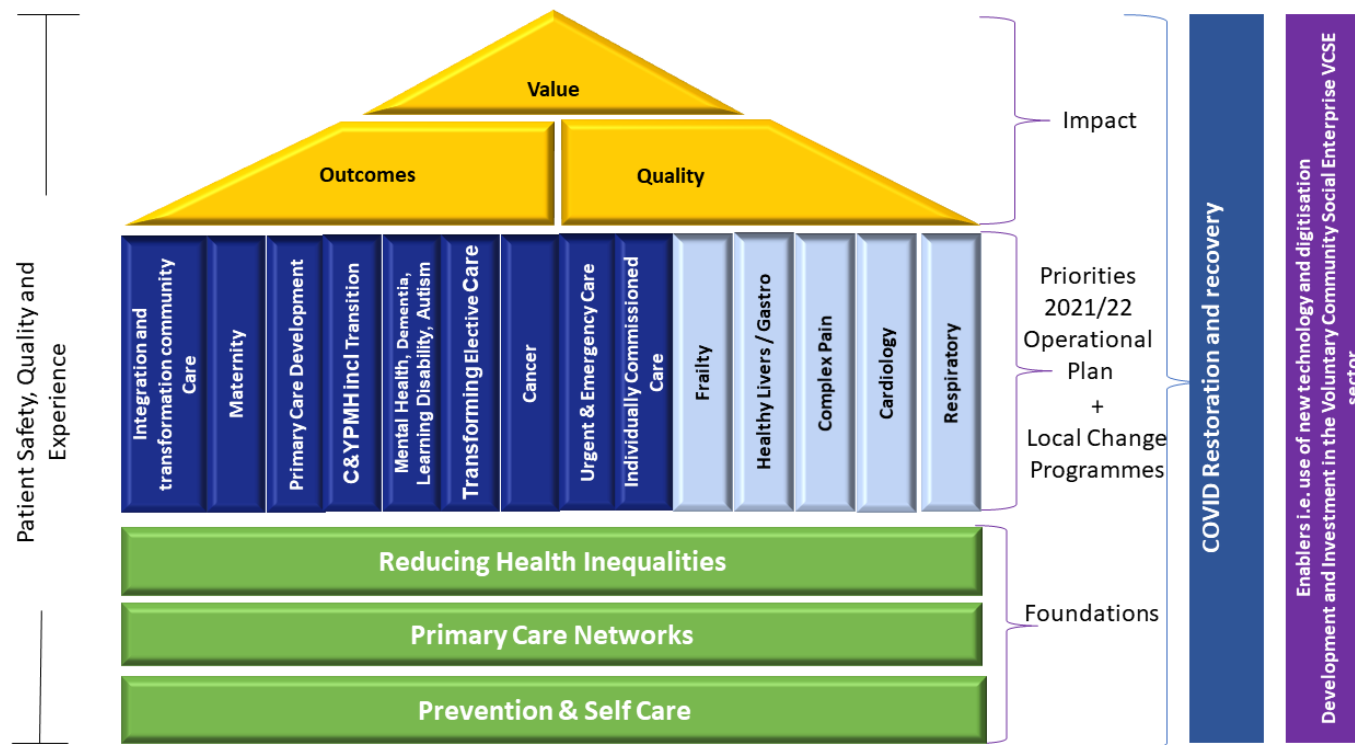 Patient Safety, Quality and
Experience
Value
Outcomes
Quality
Impact
Integration and
transformation community
Care
Maternity
Primary Care Development
C&YPMH incl Transition
Mental Health, Dementia,
Learning Disability, Autism
Transforming Elective Care
Cancer
Urgent & Emergency Care
Individually Commissioned
Care
Frailty
Healthy Livers / Gastro
Complex Pain
Cardiology
Respiratory
Priorities
2021/22
Operational
Plan
+
Local Change
Programmes
Reducing Health Inequalities
Primary Care Networks
Prevention & Self Care
Foundations
COVID Restoration and recovery
Enablers i.e. use of new technology and digitisation
Development and Investment in the Voluntary Community Social Enterprise VCSE
sector